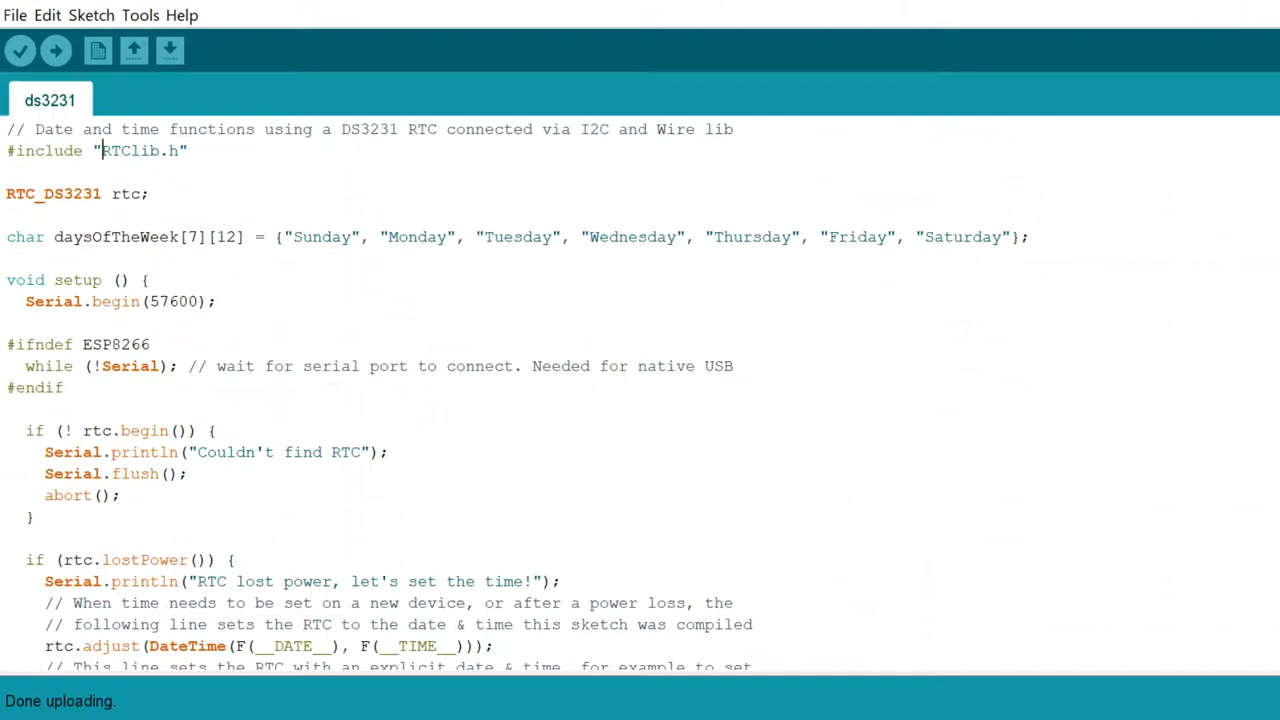 File Edit Sketch Tools Help
ds3231
// Date and time functions using a DS3231 RTC connected via I2C and Wire lib
#include "RTClib.h"
RTC_DS3231 rtc;
char daysOfTheWeek[7][12] = {"Sunday", "Monday", "Tuesday", "Wednesday", "Thursday", "Friday", "Saturday"};
void setup () {
  Serial.begin(57600);
#ifndef ESP8266
  while (!Serial); // wait for serial port to connect. Needed for native USB
#endif
  if (! rtc.begin()) {
    Serial.println("Couldn't find RTC");
    Serial.flush();
    abort();
  }
  if (rtc.lostPower()) {
    Serial.println("RTC lost power, let's set the time!");
    // When time needs to be set on a new device, or after a power loss, the
    // following line sets the RTC to the date & time this sketch was compiled
    rtc.adjust(DateTime(F(__DATE__), F(__TIME__)));
    // This line sets the RTC with an explicit date & time, for example to set
Done uploading.